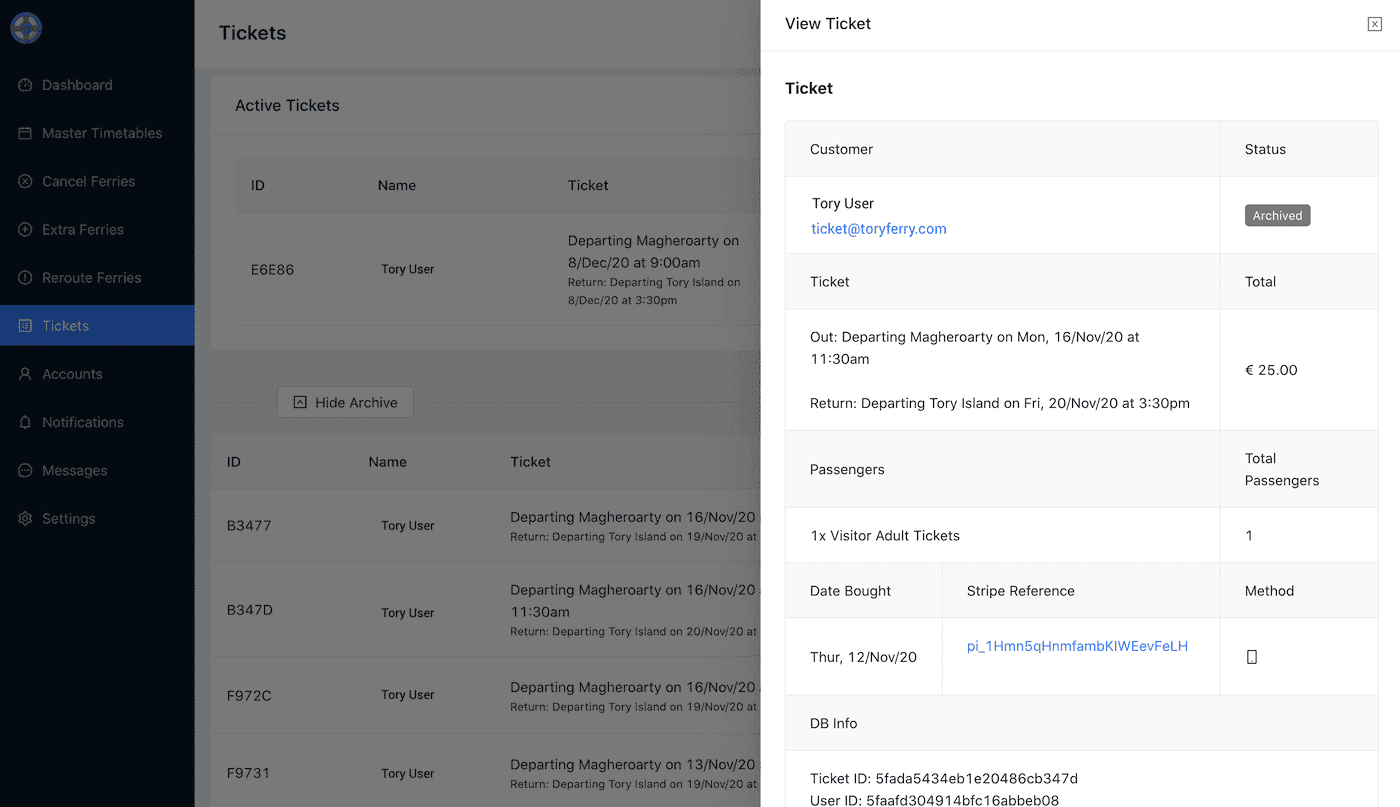 Dashboard
Master Timetables
Cancel Ferries
Extra Ferries
Reroute Ferries
Tickets
Accounts
Notifications
Messages
Settings
Tickets
Active Tickets
ID Name Ticket
E6E86 Tory User Departing Magheroarty on
8/Dec/20 at 9:00am
Return: Departing Tory Island on
8/Dec/20 at 3:30pm
Hide Archive
ID Name Ticket
B3477 Tory User Departing Magheroarty on 16/Nov/20
Return: Departing Tory Island on 19/Nov/20 at
B347D Tory User Departing Magheroarty on 16/Nov/20
11:30am
Return: Departing Tory Island on 20/Nov/20 at
F972C Tory User Departing Magheroarty on 16/Nov/20
Return: Departing Tory Island on 19/Nov/20 at
F9731 Tory User Departing Magheroarty on 13/Nov/20
Return: Departing Tory Island on 19/Nov/20 at
View Ticket
Ticket
Customer Status
Tory User
ticket@toryferry.com
Archived
Ticket Total
Out: Departing Magheroarty on Mon, 16/Nov/20 at
11:30am
€ 25.00
Return: Departing Tory Island on Fri, 20/Nov/20 at 3:30pm
Passengers Total
Passengers
1x Visitor Adult Tickets 1
Date Bought Stripe Reference Method
Thur, 12/Nov/20 pi_1Hmn5qHnmfambKIWEevFeLH
DB Info
Ticket ID: 5fada5434eb1e20486cb347d
User ID: 5faafd304914bfc16abbeb08